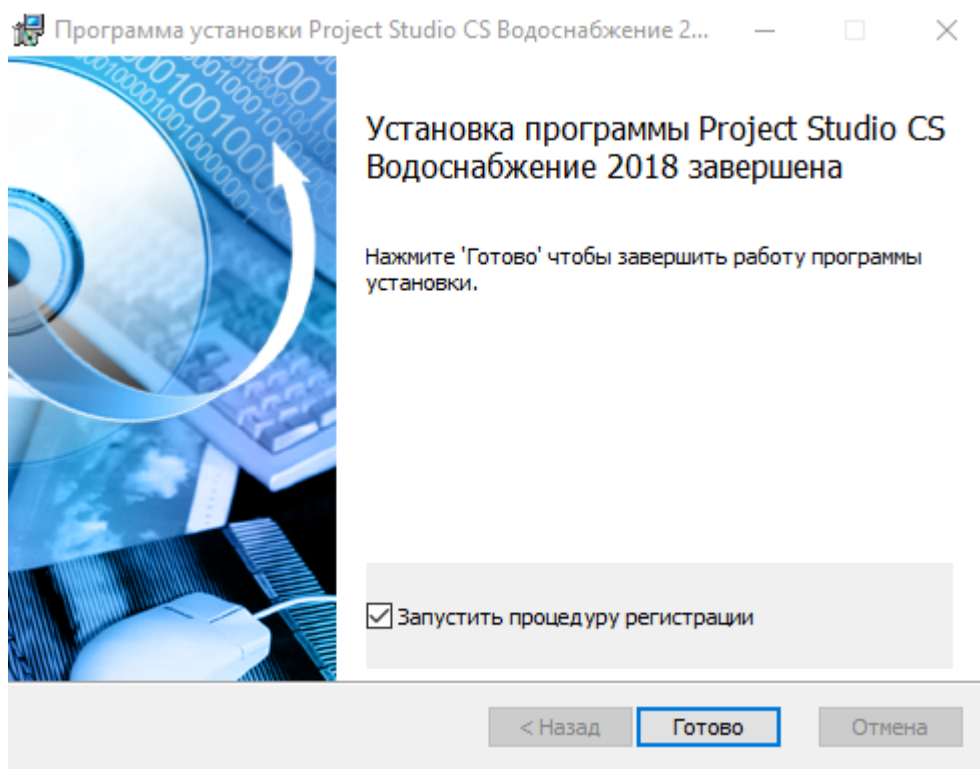 Программа установки Project Studio CS Водоснабжение 2...
Установка программы Project Studio CS
Водоснабжение 2018 завершена
Нажмите 'Готово' чтобы завершить работу программы
установки.
Запустить процедуру регистрации
< Назад
Готово
Отмена